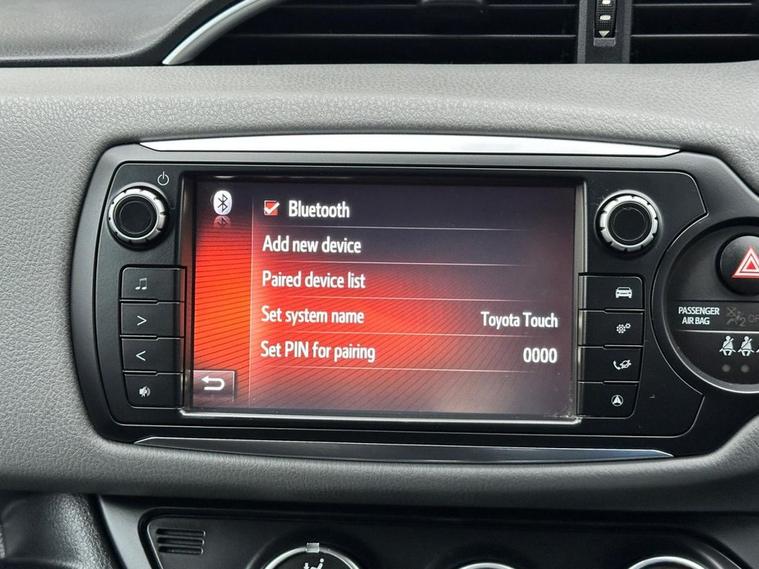 Bluetooth
Add new device
Paired device list
Set system name Toyota Touch
Set PIN for pairing 0000
PASSENGER
AIR BAG